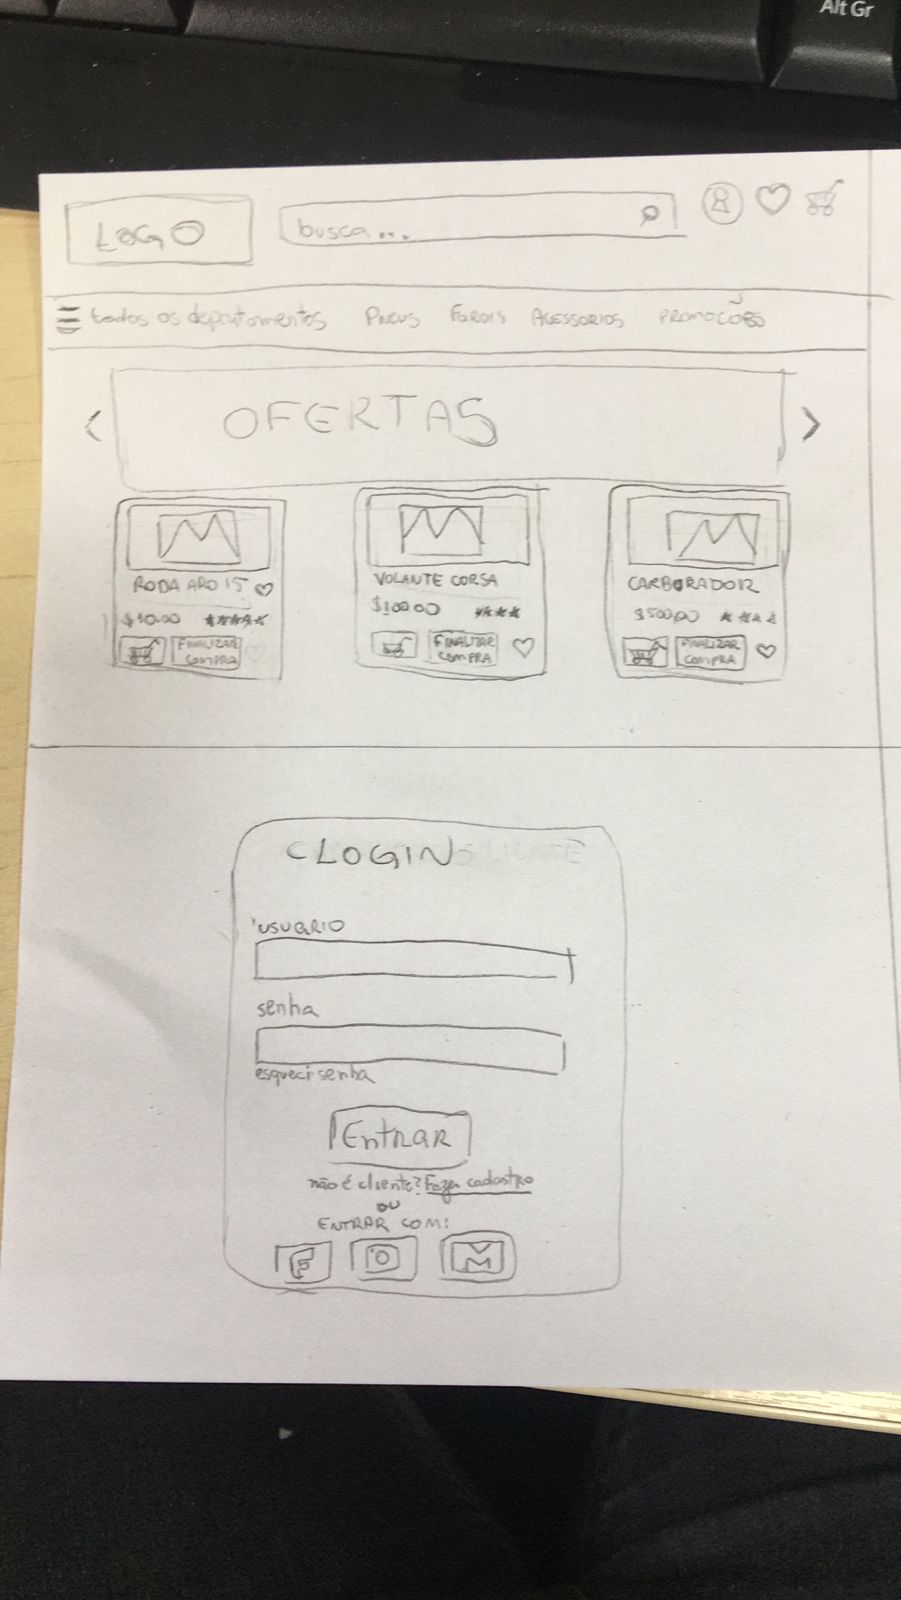 Alt Gr
LOGO
busca...
todos os departamentos PNEUS FAROIS ACESSORIOS PROMOÇÕES
OFERTAS
RODA ARO 15
$10.00
FINALIZAR
COMPRA
VOLANTE CORSA
$100.00
FINALIZAR
COMPRA
CARBORADOR
$500.00
FINALIZAR
COMPRA
LOGIN
usuario
senha
esqueci senha
Entrar
não é cliente? Fazer cadastro
ou
ENTRAR COM:
F
M